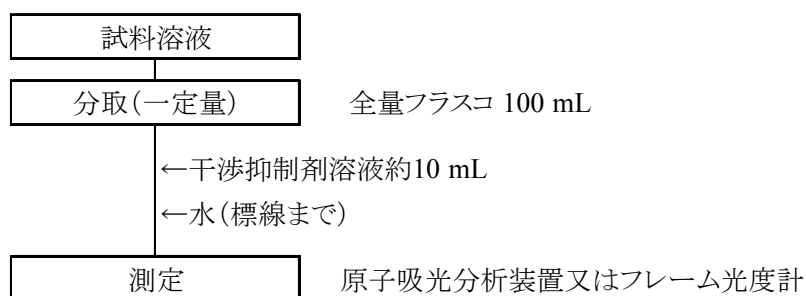 試料溶液
分取(一定量) 全量フラスコ 100 mL
←干渉抑制剤溶液約10 mL
←水(標線まで)
測定 原子吸光分析装置又はフレーム光度計